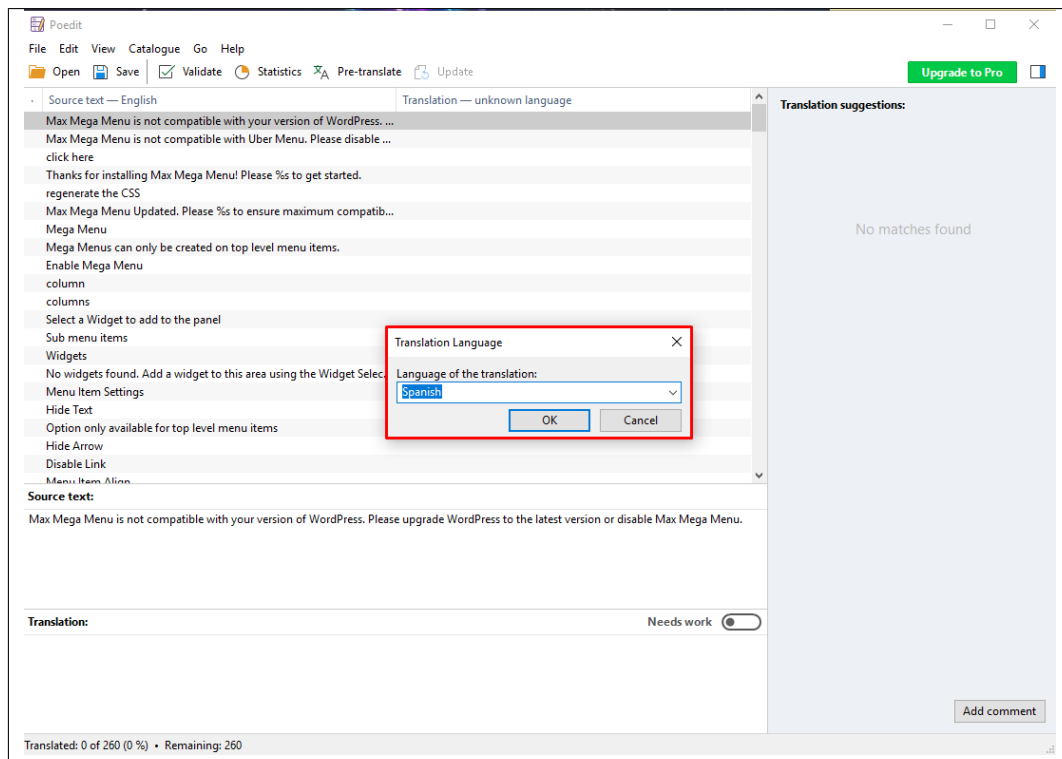 Poedit
File Edit View Catalogue Go Help
Open Save Validate Statistics Pre-translate Update Upgrade to Pro
Source text — English Translation — unknown language
Translation suggestions:
Max Mega Menu is not compatible with your version of WordPress. ...
Max Mega Menu is not compatible with Uber Menu. Please disable ...
click here
Thanks for installing Max Mega Menu! Please %s to get started.
regenerate the CSS
Max Mega Menu Updated. Please %s to ensure maximum compatib...
Mega Menu
No matches found
Mega Menus can only be created on top level menu items.
Enable Mega Menu
column
columns
Select a Widget to add to the panel
Sub menu items
Widgets
No widgets found. Add a widget to this area using the Widget Selec...
Menu Item Settings
Hide Text
Option only available for top level menu items
Hide Arrow
Disable Link
Menu Item Align
Translation Language
Language of the translation:
Spanish
OK Cancel
Source text:
Max Mega Menu is not compatible with your version of WordPress. Please upgrade WordPress to the latest version or disable Max Mega Menu.
Translation: Needs work
Add comment
Translated: 0 of 260 (0 %) • Remaining: 260